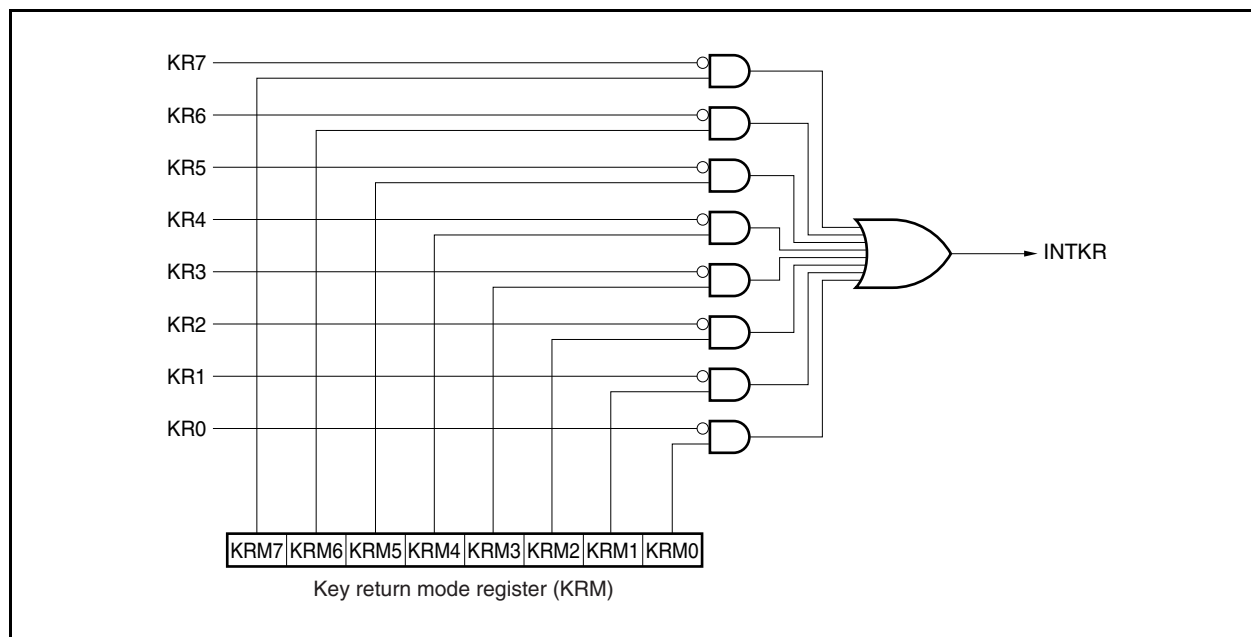 KR7
KR6
KR5
KR4
KR3
KR2
KR1
KR0
INTKR
KRM7 KRM6 KRM5 KRM4 KRM3 KRM2 KRM1 KRM0
Key return mode register (KRM)